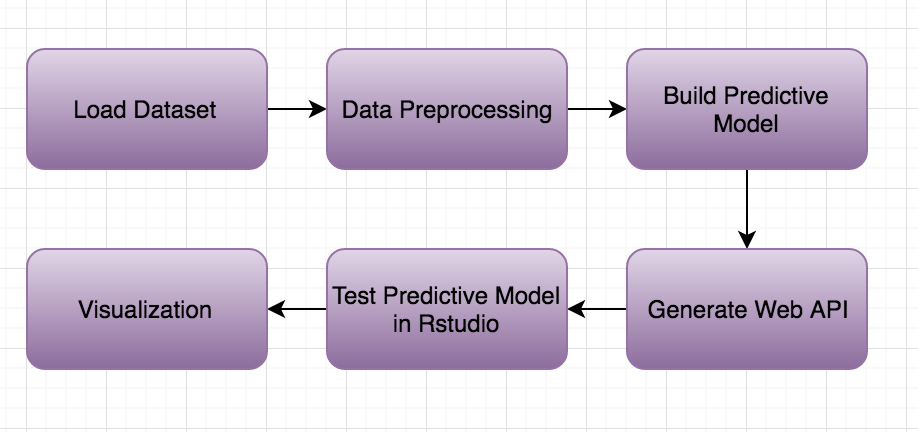 Load Dataset
Data Preprocessing
Build Predictive
Model
Generate Web API
Test Predictive Model
in Rstudio
Visualization